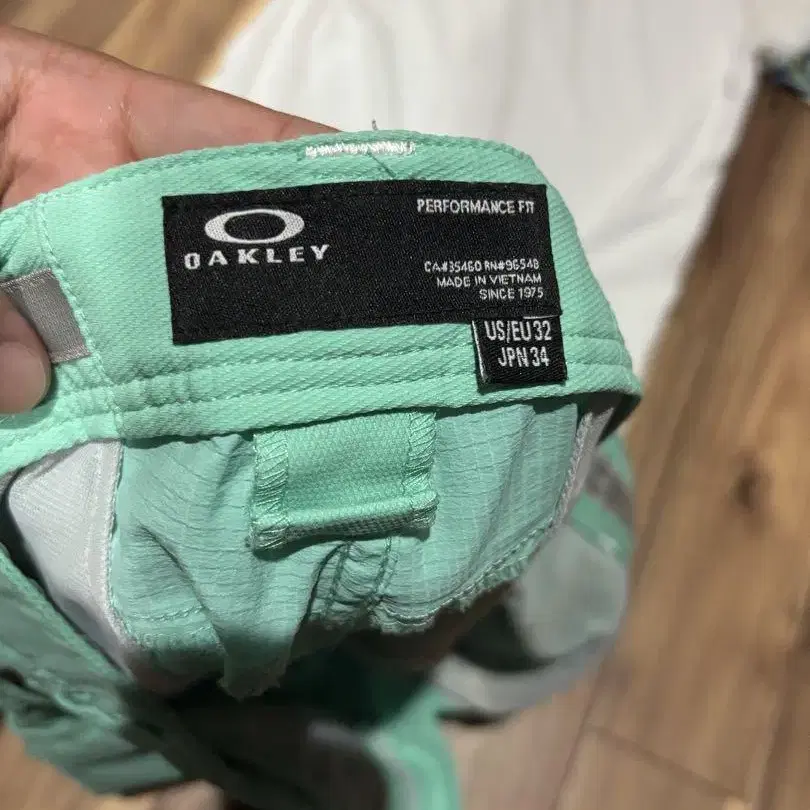 OAKLEY
PERFORMANCE FIT
CA#35460 RN#96548
MADE IN VIETNAM
SINCE 1975
US/EU 32
JPN 34